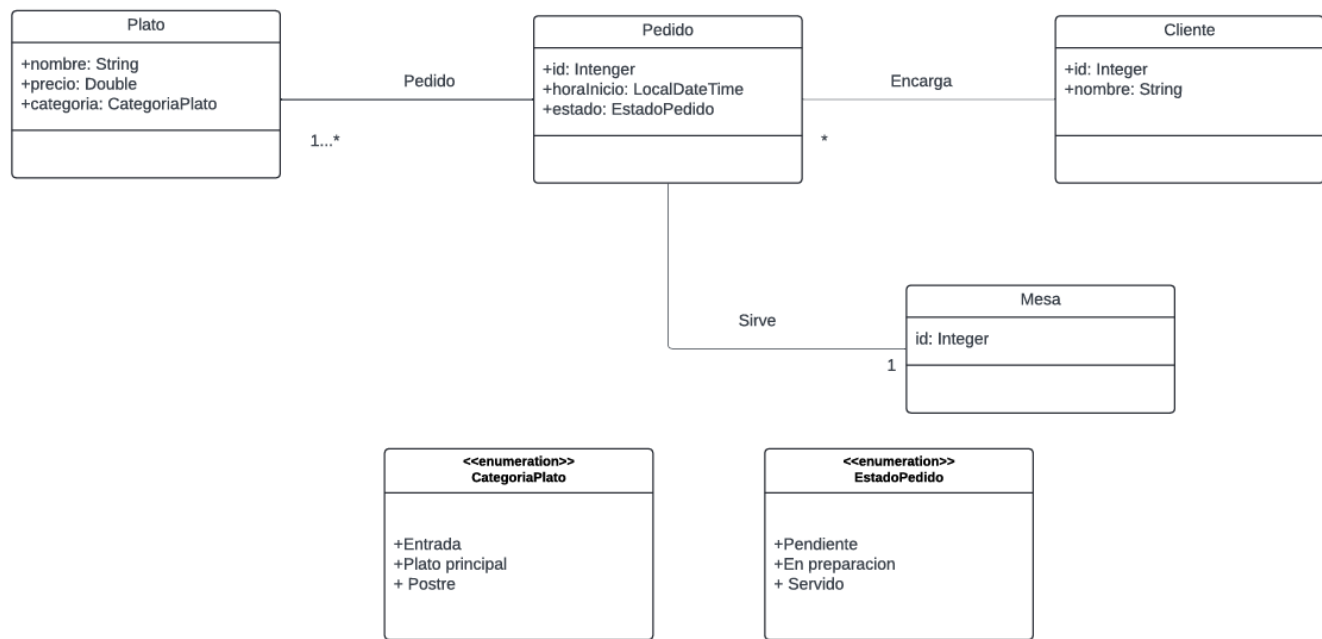 Plato
+nombre: String
+precio: Double
+categoria: CategoriaPlato
Pedido
1...*
Pedido
+id: Intenger
+horaInicio: LocalDateTime
+estado: EstadoPedido
Encarga
*
Cliente
+id: Integer
+nombre: String
Sirve
1
Mesa
id: Integer
<<enumeration>>
CategoriaPlato
+Entrada
+Plato principal
+ Postre
<<enumeration>>
EstadoPedido
+Pendiente
+En preparacion
+ Servido